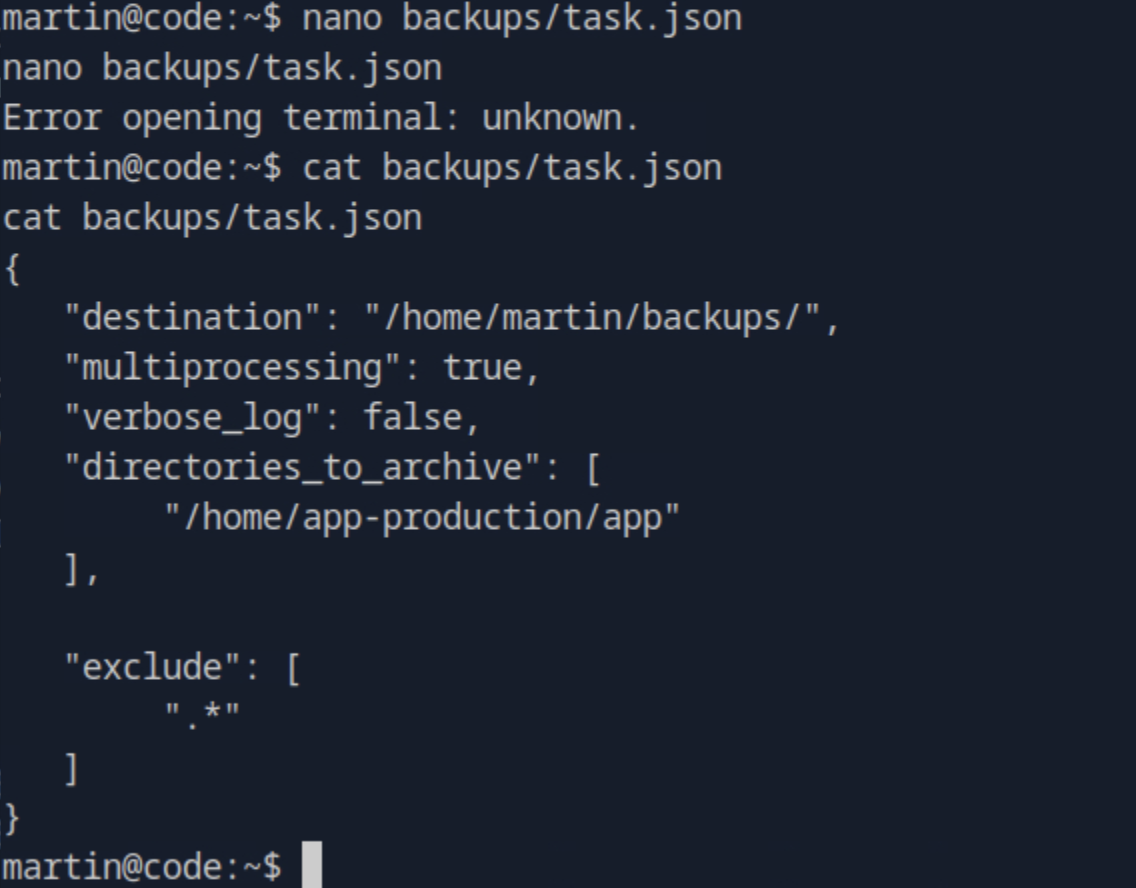 martin@code:~$ nano backups/task.json
nano backups/task.json
Error opening terminal: unknown.
martin@code:~$ cat backups/task.json
cat backups/task.json
{
   "destination": "/home/martin/backups/",
   "multiprocessing": true,
   "verbose_log": false,
   "directories_to_archive": [
        "/home/app-production/app"
   ],

   "exclude": [
        ".*"
   ]
}
martin@code:~$